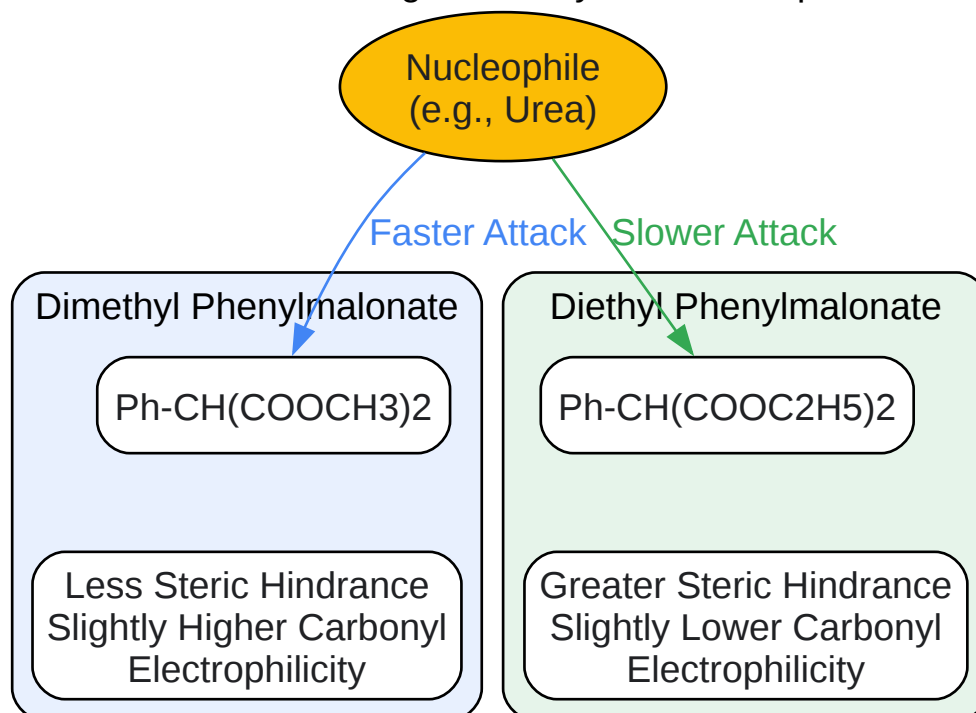 Nucleophile
(e.g., Urea)
Faster Attack
Slower Attack
Dimethyl Phenylmalonate
Diethyl Phenylmalonate
Ph-CH(COOCH3)2
Ph-CH(COOC2H5)2
Less Steric Hindrance
Slightly Higher Carbonyl
Electrophilicity
Greater Steric Hindrance
Slightly Lower Carbonyl
Electrophilicity